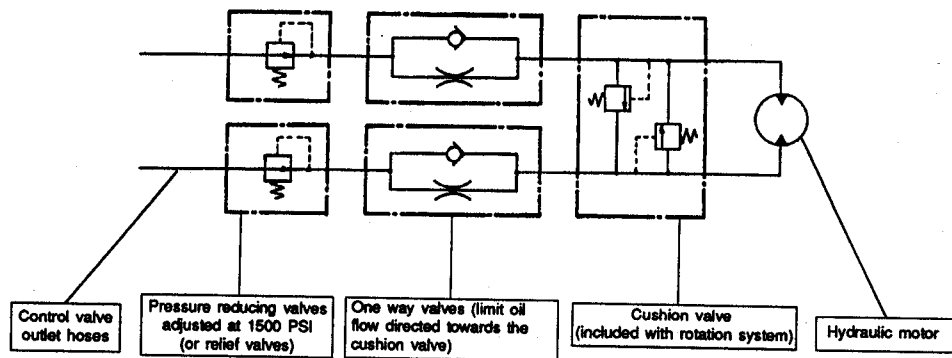 Control valve
outlet hoses
Pressure reducing valves
adjusted at 1500 PSI
(or relief valves)
One way valves (limit oil
flow directed towards the
cushion valve)
Cushion valve
(included with rotation system)
Hydraulic motor